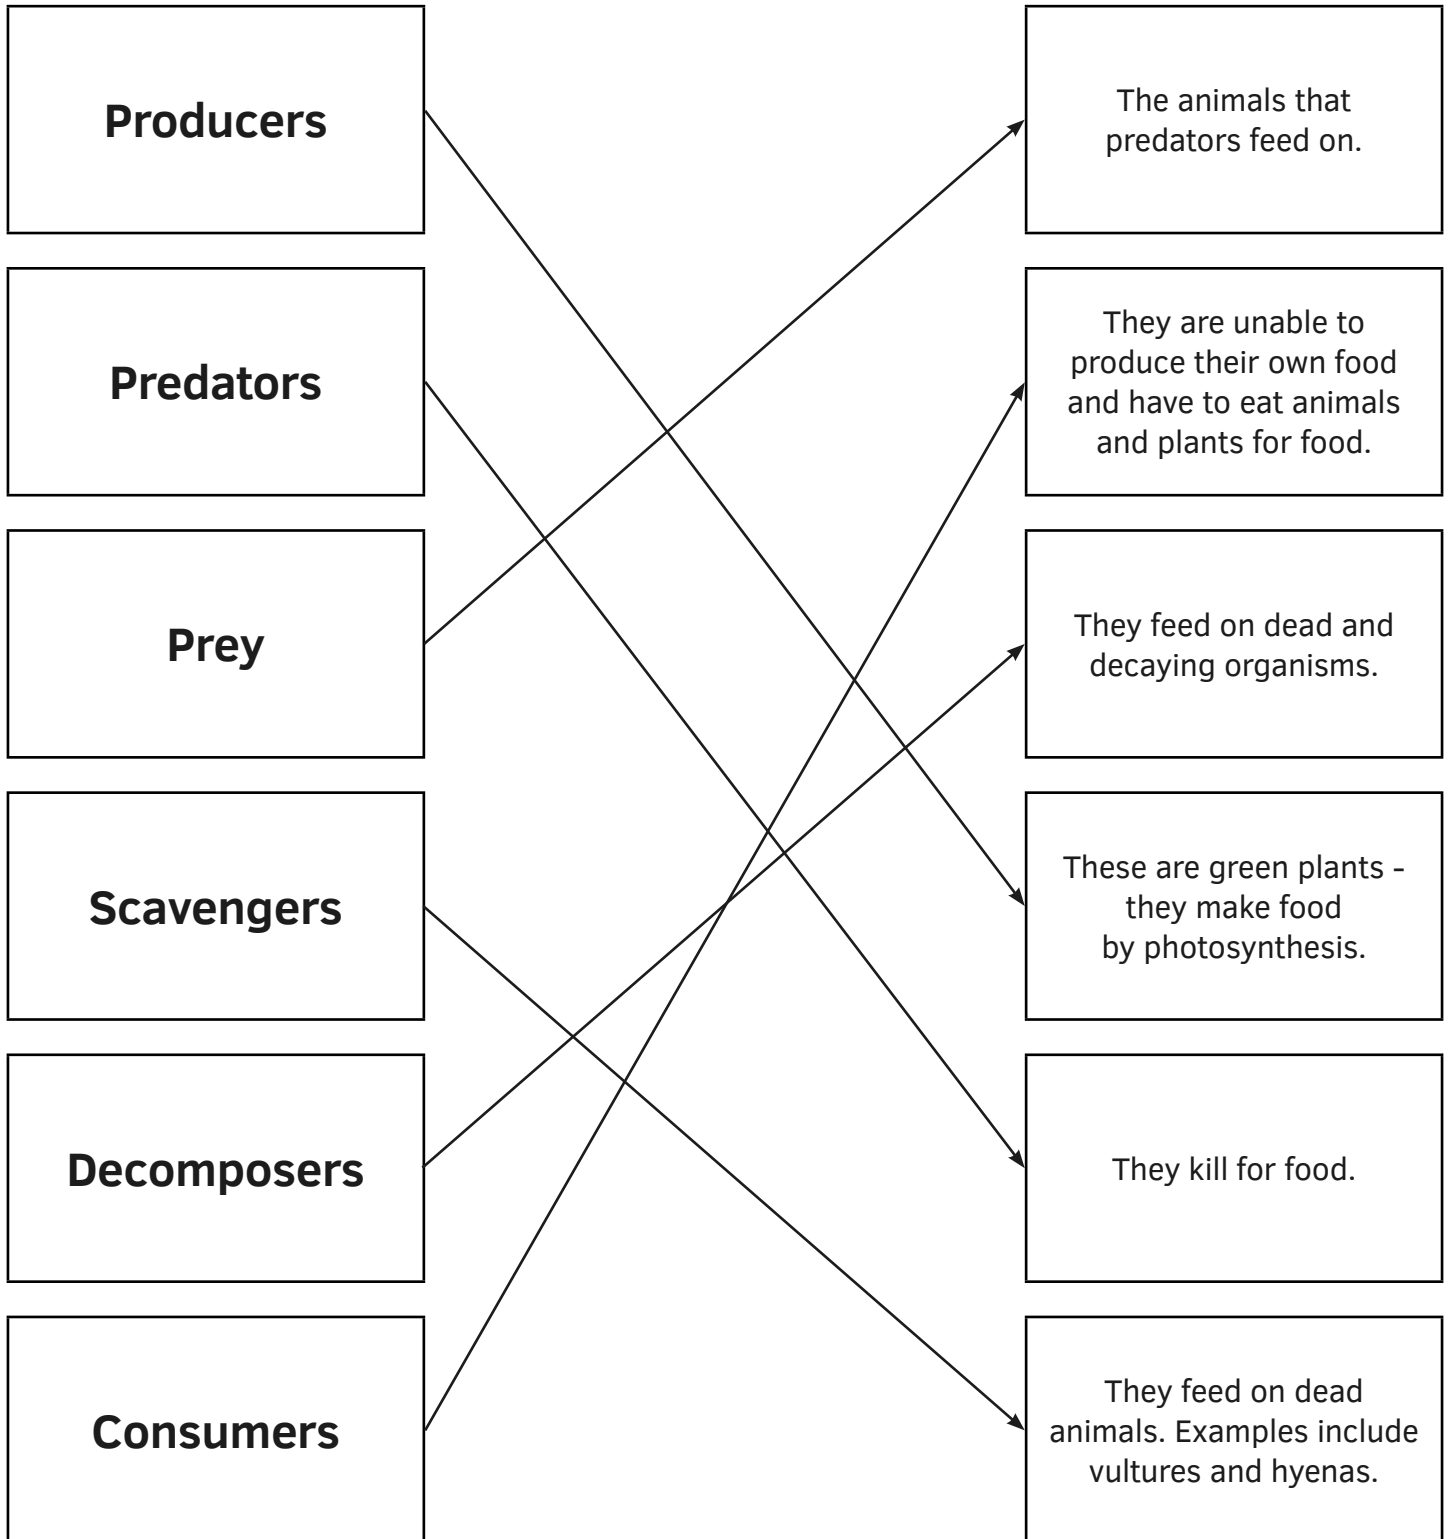 Producers
The animals that
predators feed on.
Predators
They are unable to
produce their own food
and have to eat animals
and plants for food.
Prey
They feed on dead and
decaying organisms.
Scavengers
These are green plants -
they make food
by photosynthesis.
Decomposers
They kill for food.
Consumers
They feed on dead
animals. Examples include
vultures and hyenas.